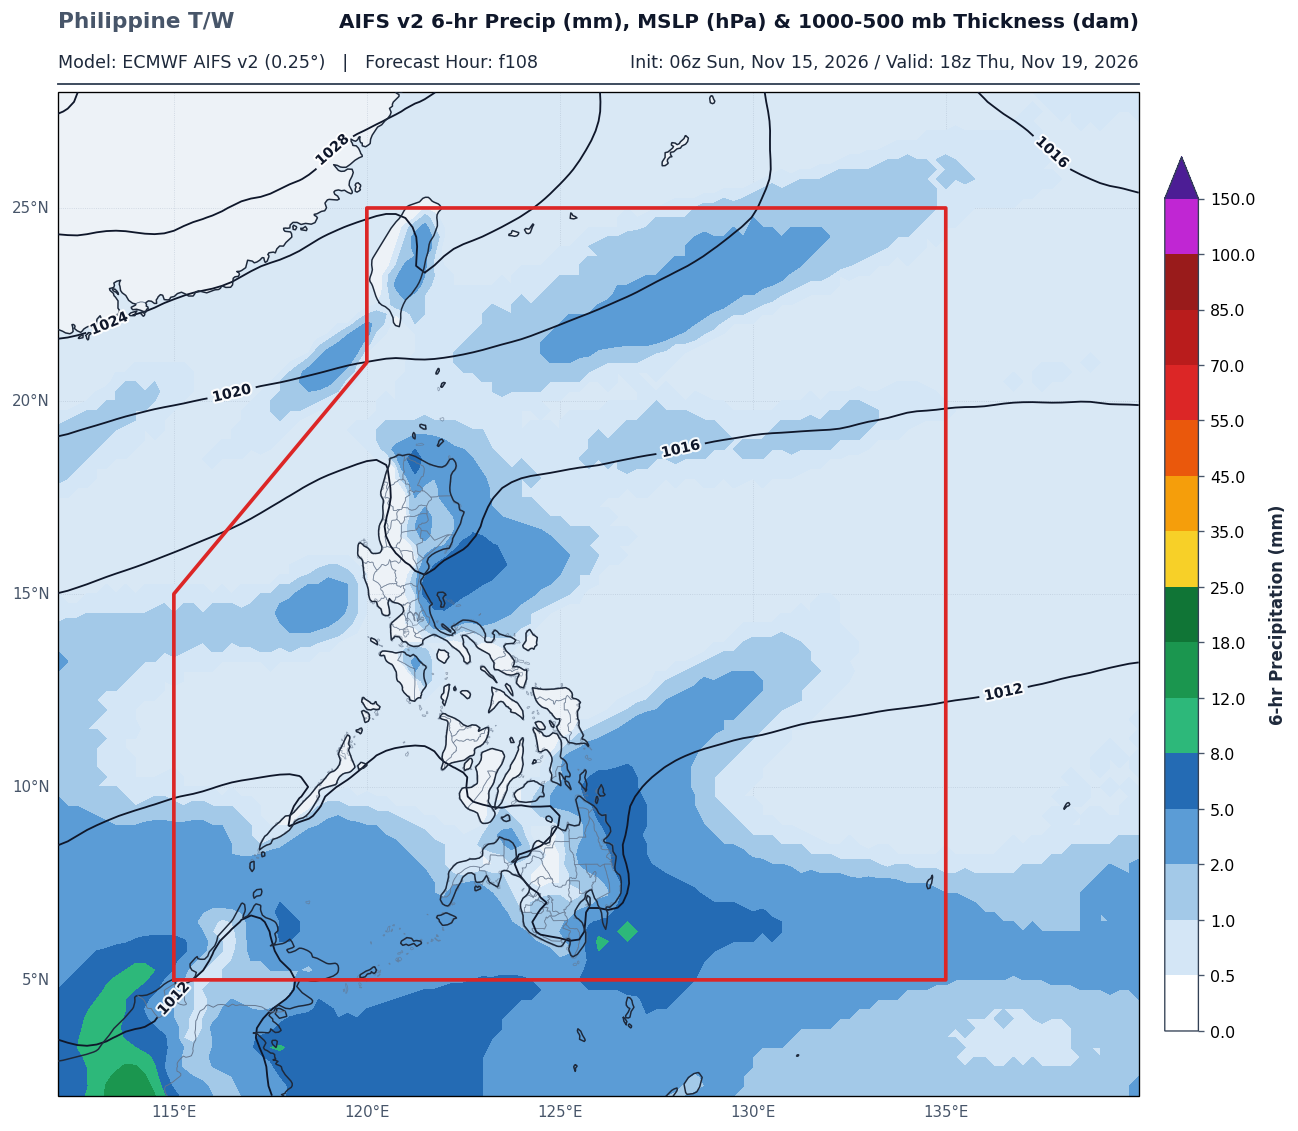 Philippine T/W
AIFS v2 6-hr Precip (mm), MSLP (hPa) & 1000-500 mb Thickness (dam)
Model: ECMWF AIFS v2 (0.25°) | Forecast Hour: f108
Init: 06z Sun, Nov 15, 2026 / Valid: 18z Thu, Nov 19, 2026
1028
1016
1024
1020
1016
1012
1012
25°N
20°N
15°N
10°N
5°N
115°E
120°E
125°E
130°E
135°E
150.0
100.0
85.0
70.0
55.0
45.0
35.0
25.0
18.0
12.0
8.0
5.0
2.0
1.0
0.5
0.0
6-hr Precipitation (mm)